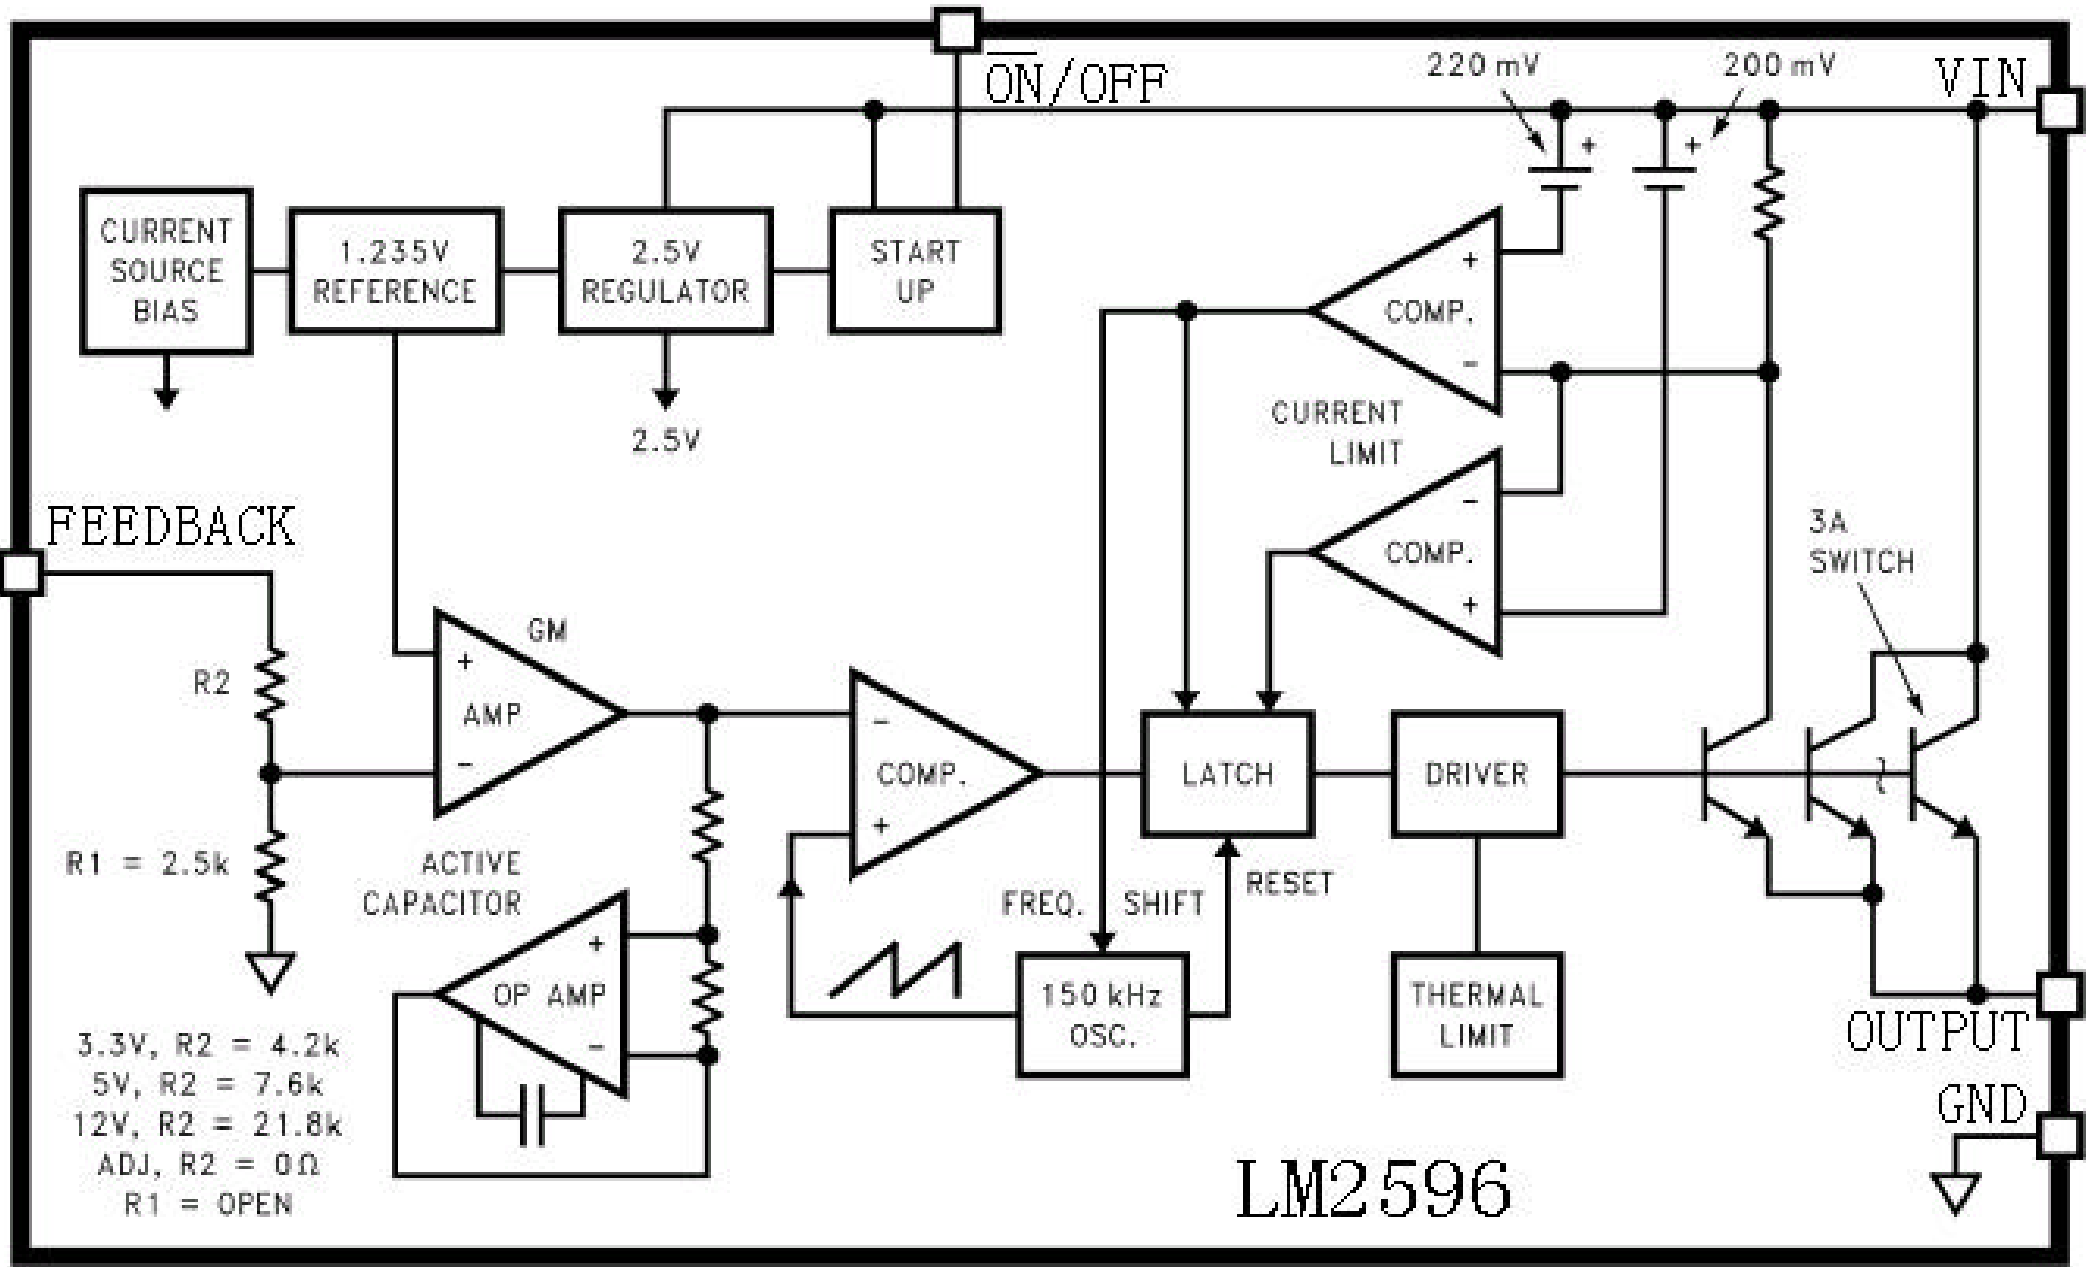 ON/OFF
220 mV
200 mV
VIN
CURRENT
SOURCE
BIAS
1.235V
REFERENCE
2.5V
REGULATOR
START
UP
+
+
+
COMP.
-
2.5V
CURRENT
LIMIT
-
COMP.
+
FEEDBACK
3A
SWITCH
GM
R2
+
AMP
-
-
COMP.
+
LATCH
DRIVER
R1 = 2.5k
ACTIVE
CAPACITOR
FREQ. SHIFT
RESET
+
OP AMP
-
150 kHz
OSC.
THERMAL
LIMIT
OUTPUT
3.3V, R2 = 4.2k
5V, R2 = 7.6k
12V, R2 = 21.8k
ADJ, R2 = 0Ω
R1 = OPEN
GND
LM2596